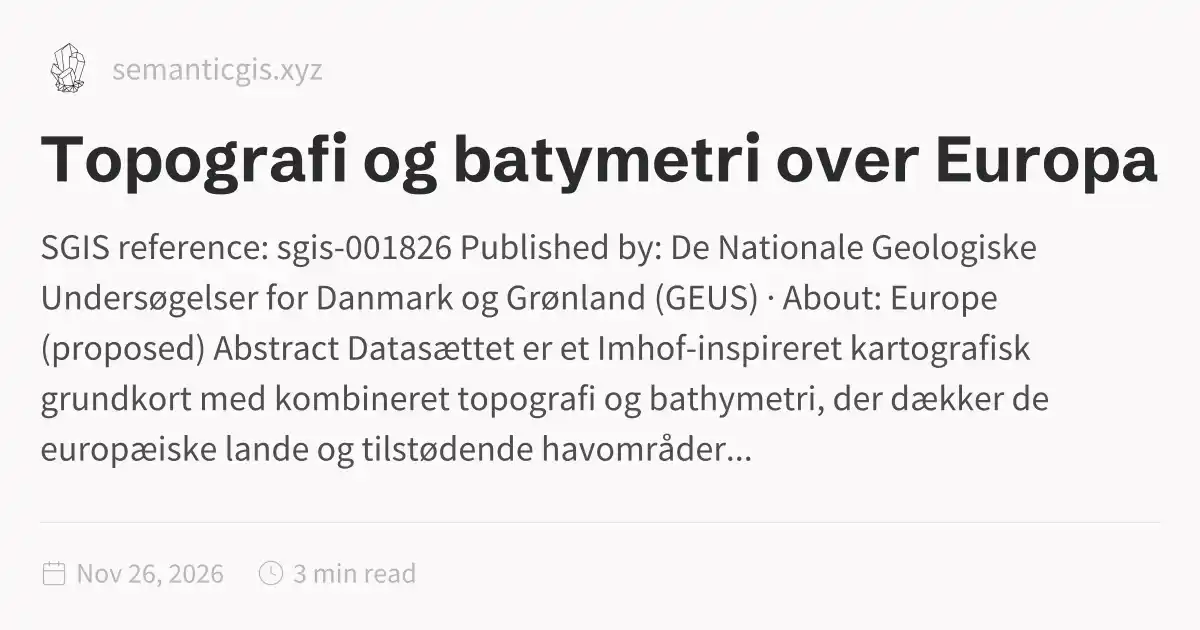 semanticgis.xyz
Topografi og batymetri over Europa
SGIS reference: sgis-001826 Published by: De Nationale Geologiske
Undersøgelser for Danmark og Grønland (GEUS) · About: Europe
(proposed) Abstract Datasættet er et Imhof-inspireret kartografisk
grundkort med kombineret topografi og bathymetri, der dækker de
europæiske lande og tilstødende havområder...
Nov 26, 2026 3 min read